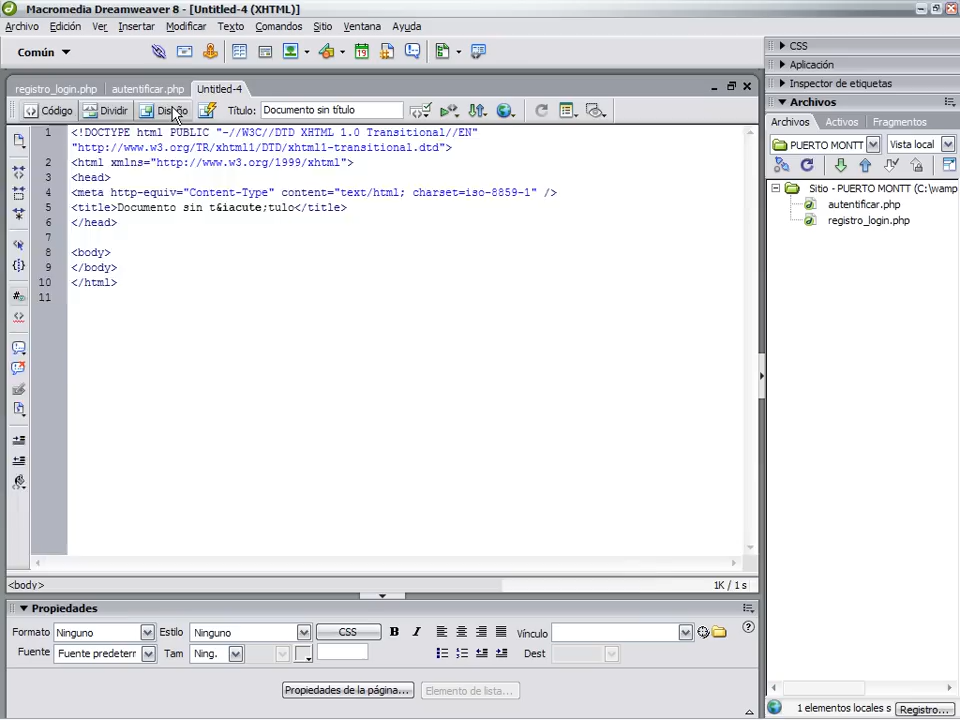 Macromedia Dreamweaver 8 - [Untitled-4 (XHTML)]
Archivo Edición Ver Insertar Modificar Texto Comandos Sitio Ventana Ayuda
Común
CSS
Aplicación
Inspector de etiquetas
Archivos
registro_login.php autentificar.php Untitled-4
Código Dividir Diseño Título: Documento sin título
Archivos Activos Fragmentos
PUERTO MONTT Vista local
Sitio - PUERTO MONTT (C:\wamp
autentificar.php
registro_login.php
1 <!DOCTYPE html PUBLIC "-//W3C//DTD XHTML 1.0 Transitional//EN"
"http://www.w3.org/TR/xhtml1/DTD/xhtml1-transitional.dtd">
2 <html xmlns="http://www.w3.org/1999/xhtml">
3 <head>
4 <meta http-equiv="Content-Type" content="text/html; charset=iso-8859-1" />
5 <title>Documento sin t&iacute;tulo</title>
6 </head>
7
8 <body>
9 </body>
10 </html>
11
<body> 1K / 1 s
Propiedades
Formato Ninguno Estilo Ninguno CSS B I Vínculo
Fuente Fuente predeterr Tam Ning. Dest
Propiedades de la página... Elemento de lista...
1 elementos locales s Registro...